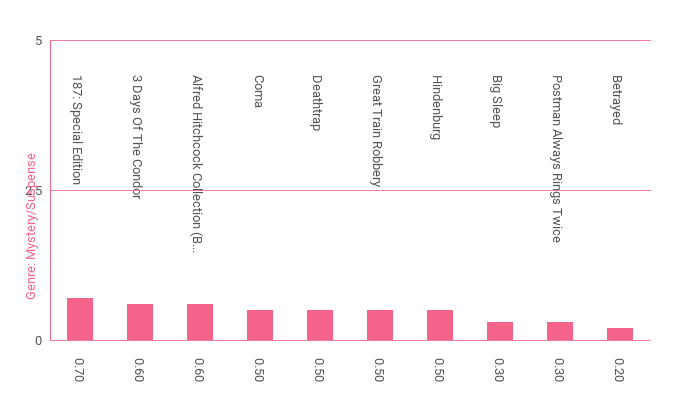 5
2.5
0
Genre: Mystery/Suspense
187: Special Edition
3 Days Of The Condor
Alfred Hitchcock Collection (B...
Coma
Deathtrap
Great Train Robbery
Hindenburg
Big Sleep
Postman Always Rings Twice
Betrayed
0.70
0.60
0.60
0.50
0.50
0.50
0.50
0.30
0.30
0.20